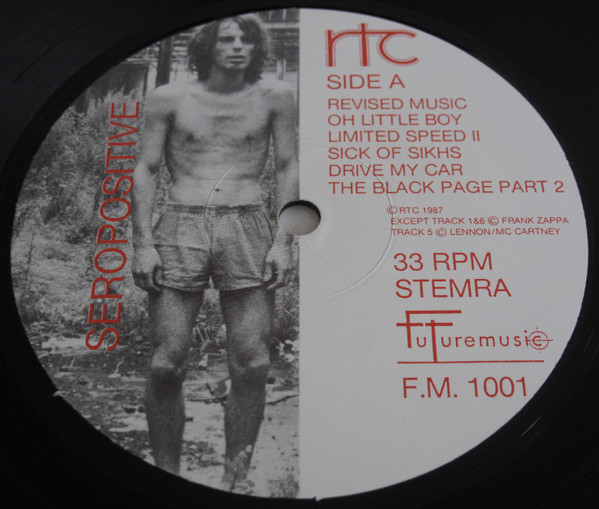 SEROPOSITIVE
rtc
SIDE A
REVISED MUSIC
OH LITTLE BOY
LIMITED SPEED II
SICK OF SIKHS
DRIVE MY CAR
THE BLACK PAGE PART 2
© RTC 1987
EXCEPT TRACK 1&6 © FRANK ZAPPA
TRACK 5 © LENNON/MC CARTNEY
33 RPM
STEMRA
FuTuremusic
F.M. 1001